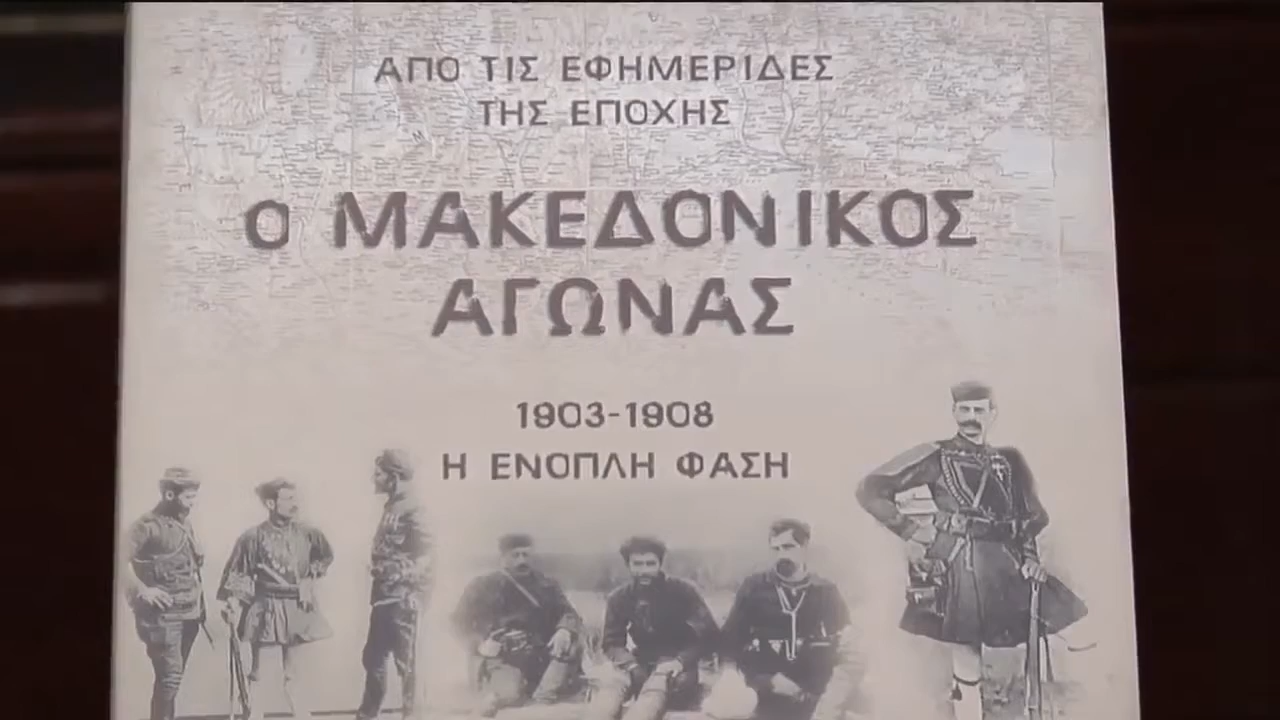 ΑΠΟ ΤΙΣ ΕΦΗΜΕΡΙΔΕΣ
ΤΗΣ ΕΠΟΧΗΣ
Ο ΜΑΚΕΔΟΝΙΚΟΣ
ΑΓΩΝΑΣ
1903-1908
Η ΕΝΟΠΛΗ ΦΑΣΗ